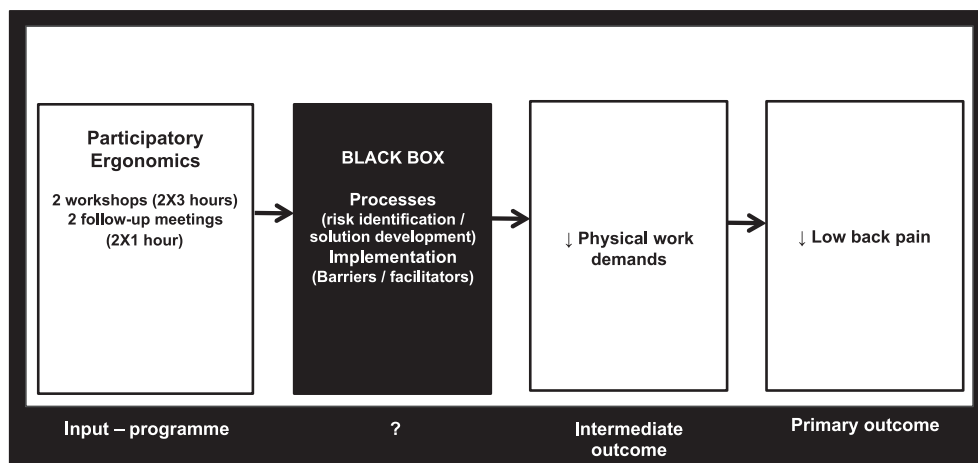 Participatory
Ergonomics
2 workshops (2X3 hours)
2 follow-up meetings
(2X1 hour)
BLACK BOX
Processes
(risk identification /
solution development)
Implementation
(Barriers / facilitators)
↓ Physical work
demands
↓ Low back pain
Input – programme
?
Intermediate
outcome
Primary outcome